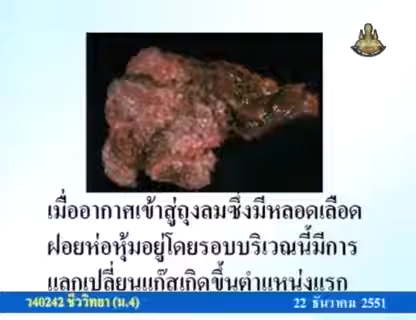 เมื่ออากาศเข้าสู่ถุงลมซึ่งมีหลอดเลือด
ฝอยห่อหุ้มอยู่โดยรอบบริเวณนี้มีการ
แลกเปลี่ยนแก๊สเกิดขึ้นตำแหน่งแรก
ว40242 ชีววิทยา (ม.4)
22 ธันวาคม 2551